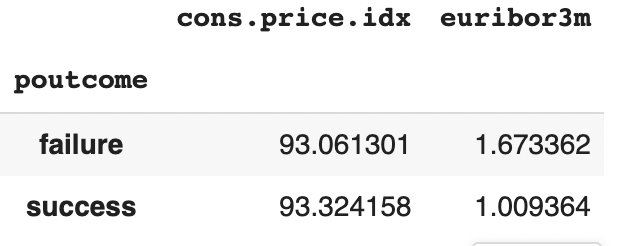 cons.price.idx euribor3m
poutcome
failure 93.061301 1.673362
success 93.324158 1.009364